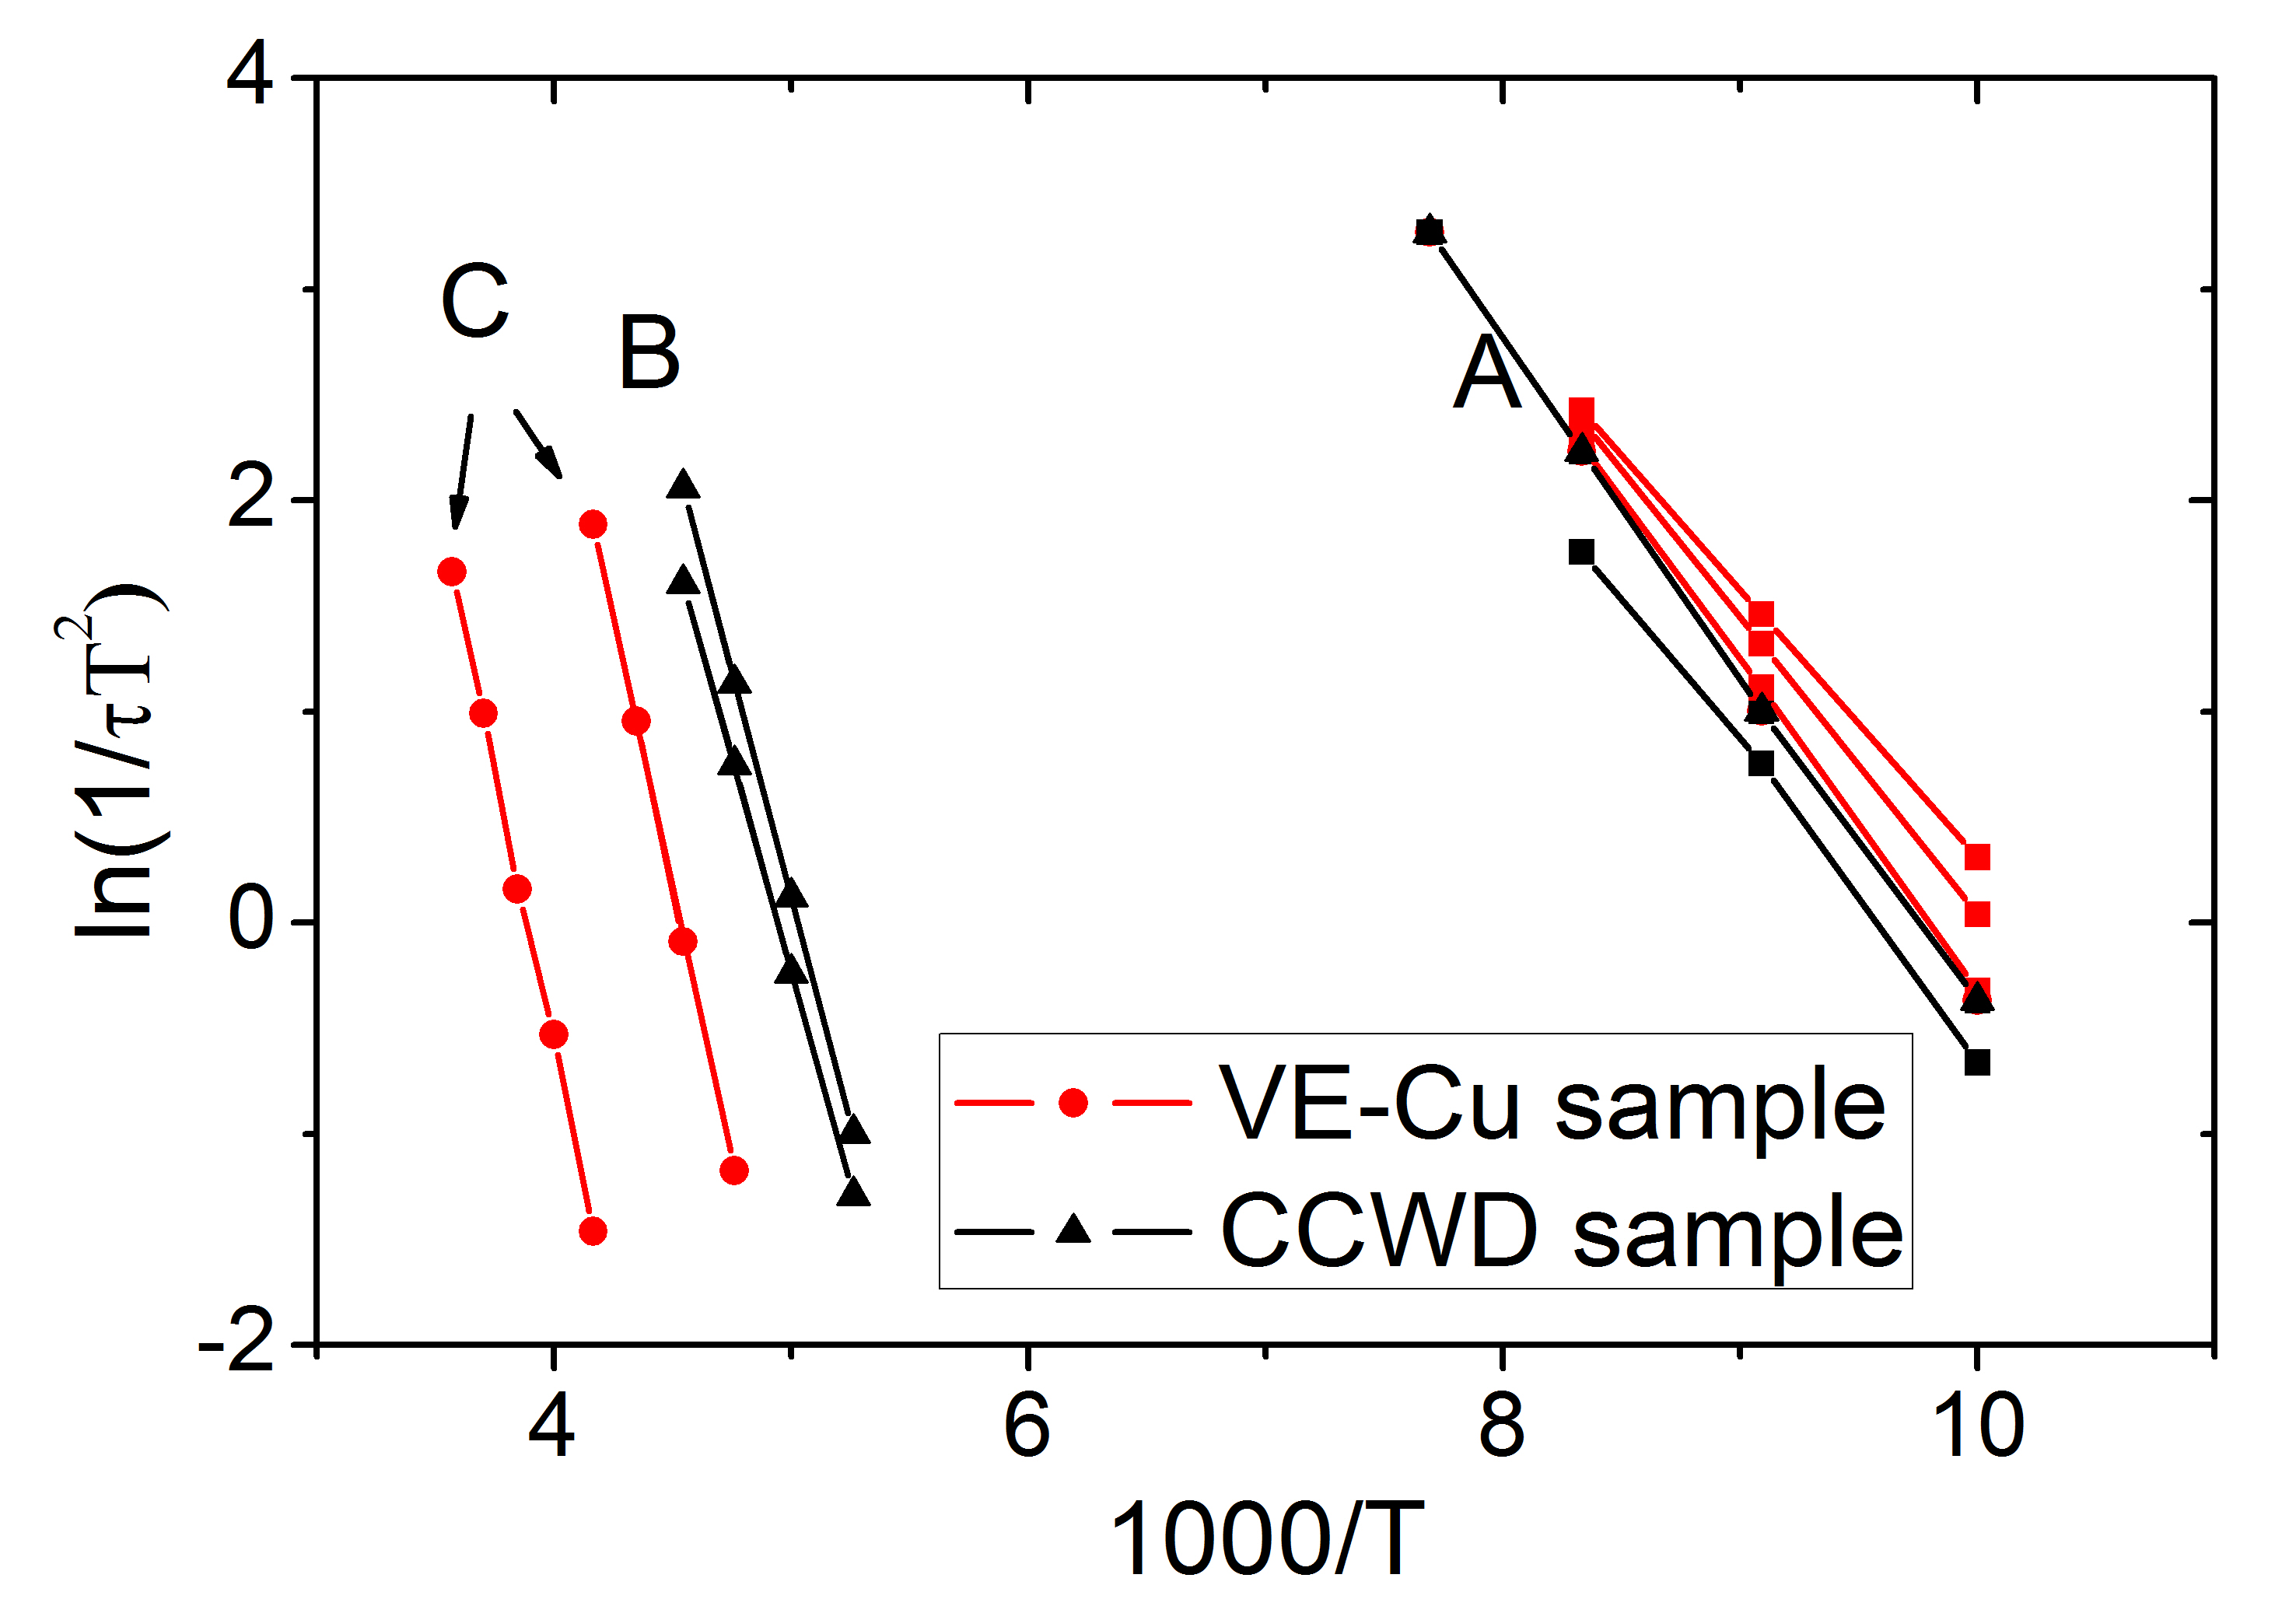 4
2
0
-2
4
6
8
10
ln(1/τT²)
1000/T
C
B
A
VE-Cu sample
CCWD sample